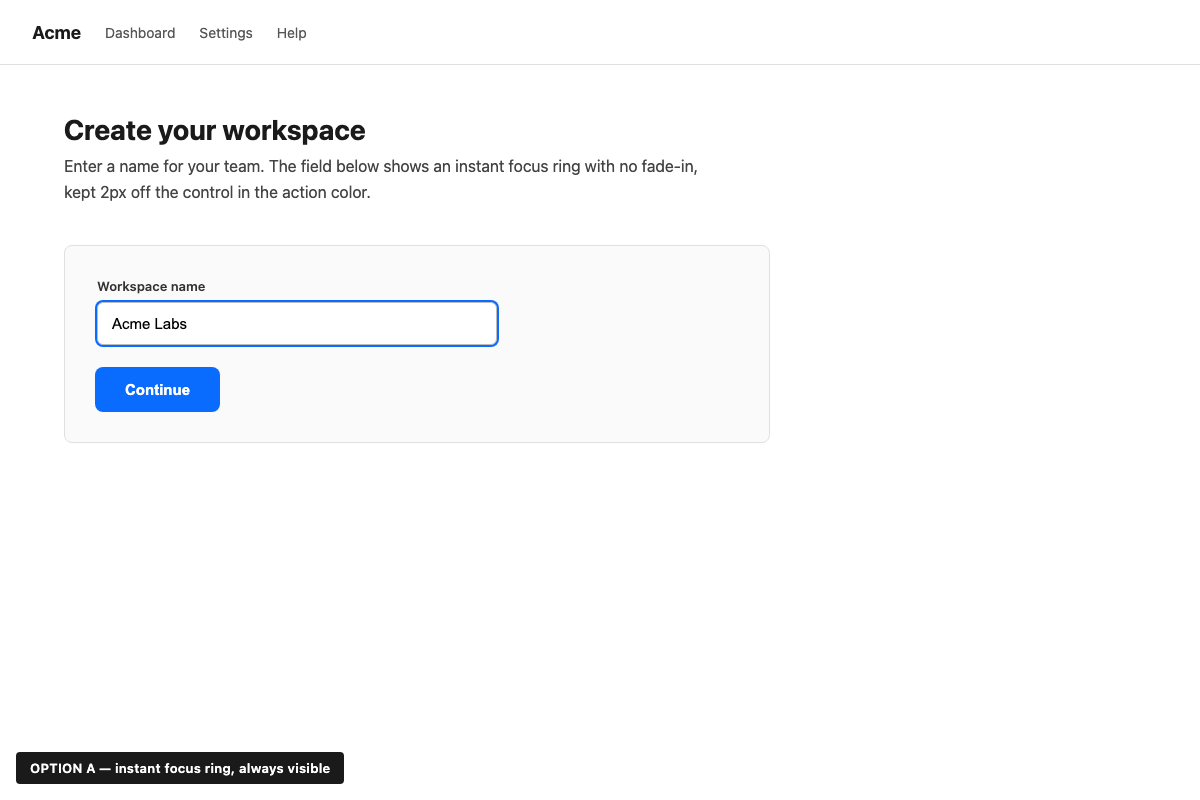 Acme Dashboard Settings Help
Create your workspace
Enter a name for your team. The field below shows an instant focus ring with no fade-in,
kept 2px off the control in the action color.
Workspace name
Acme Labs
Continue
OPTION A — instant focus ring, always visible